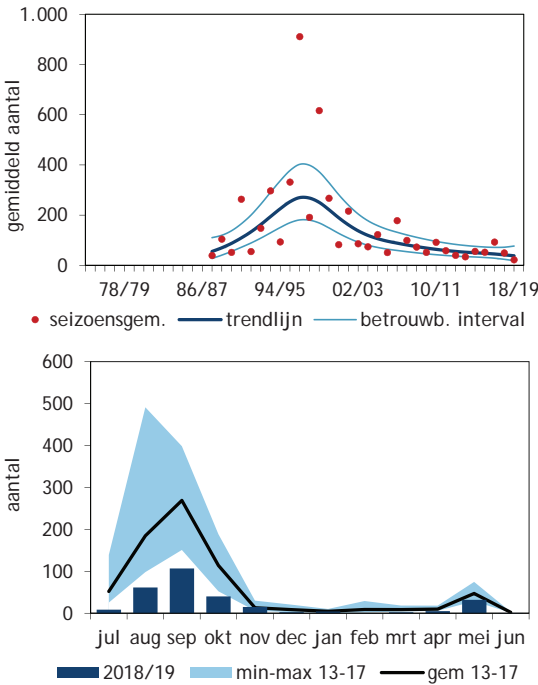 gemiddeld aantal
1.000
800
600
400
200
0
78/79 86/87 94/95 02/03 10/11 18/19
seizoensgem. trendlijn betrouwb. interval
aantal
600
500
400
300
200
100
0
jul aug sep okt nov dec jan feb mrt apr mei jun
2018/19 min-max 13-17 gem 13-17